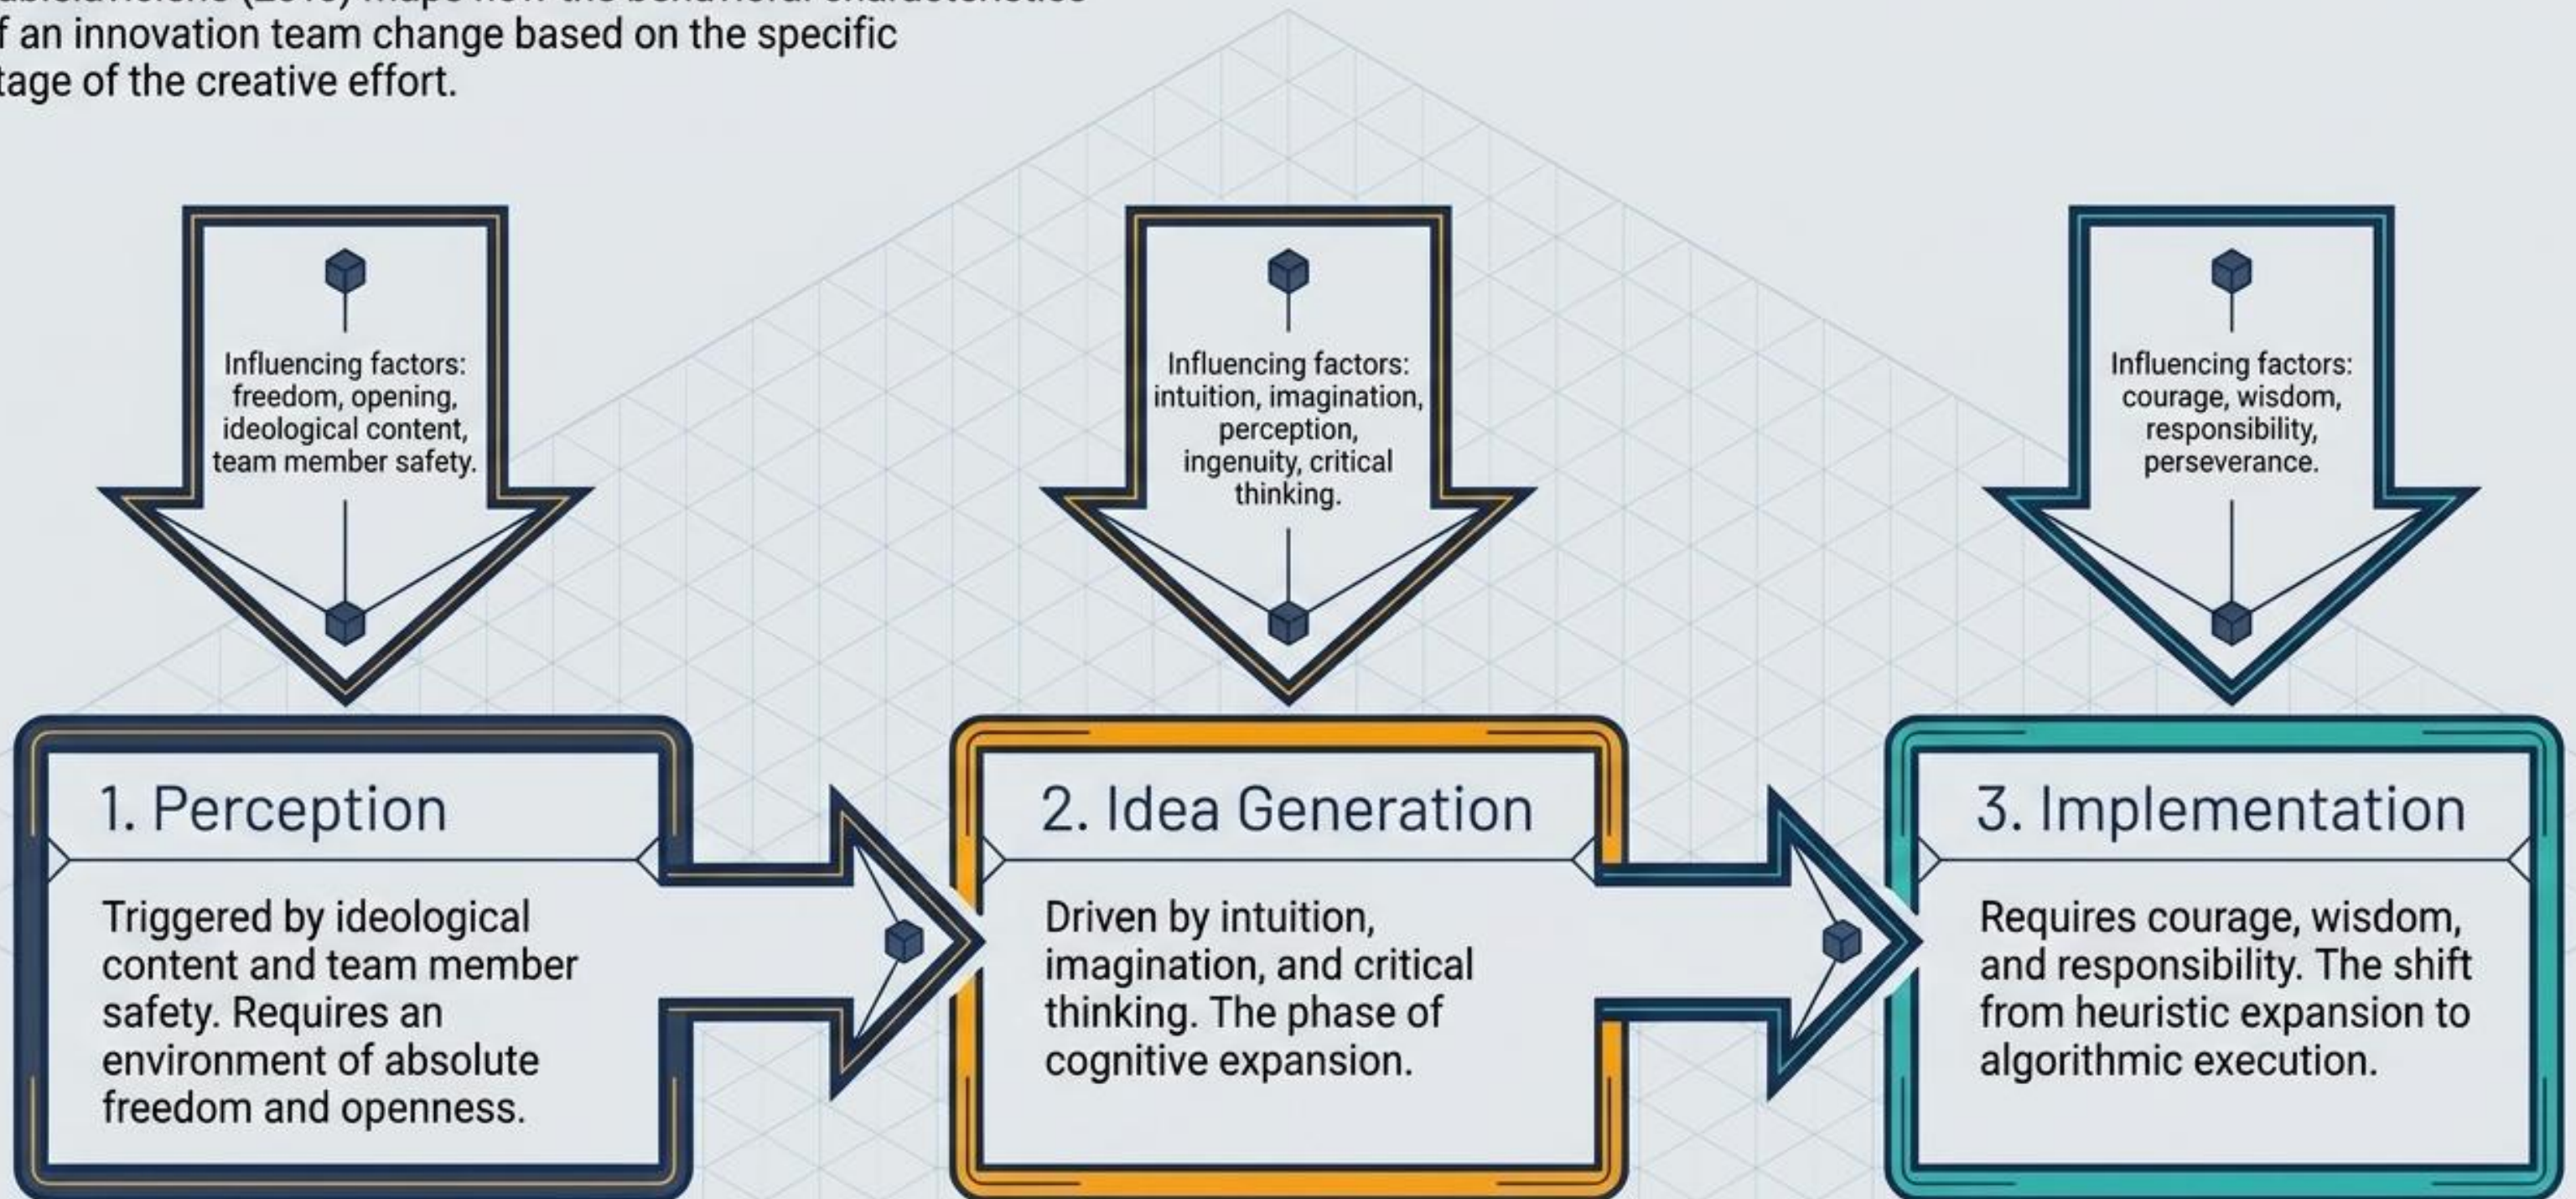 f an innovation team change based on the specific
tage of the creative effort.
Influencing factors:
freedom, opening,
ideological content,
team member safety.
Influencing factors:
intuition, imagination,
perception,
ingenuity, critical
thinking.
Influencing factors:
courage, wisdom,
responsibility,
perseverance.
1. Perception
Triggered by ideological
content and team member
safety. Requires an
environment of absolute
freedom and openness.
2. Idea Generation
Driven by intuition,
imagination, and critical
thinking. The phase of
cognitive expansion.
3. Implementation
Requires courage, wisdom,
and responsibility. The shift
from heuristic expansion to
algorithmic execution.